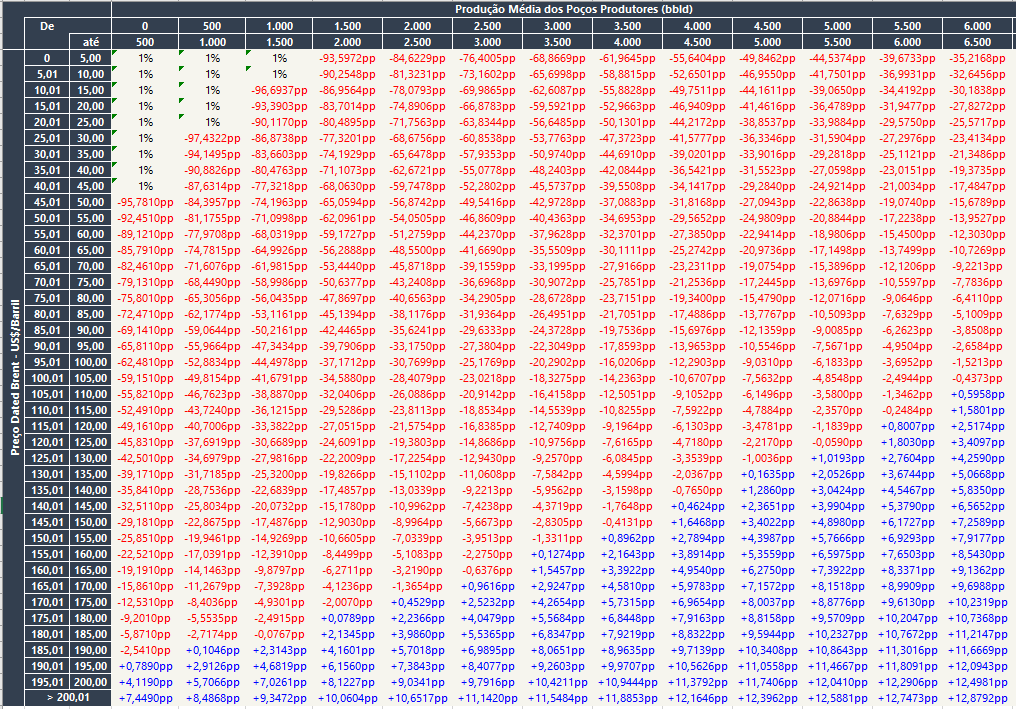 Produção Média dos Poços Produtores (bbld)
De 0 500 1.000 1.500 2.000 2.500 3.000 3.500 4.000 4.500 5.000 5.500 6.000
até 500 1.000 1.500 2.000 2.500 3.000 3.500 4.000 4.500 5.000 5.500 6.000 6.500
Preço Dated Brent - US$/Barril
0 5,00 1% 1% 1% -93,5972pp -84,6229pp -76,4005pp -68,8669pp -61,9645pp -55,6404pp -49,8462pp -44,5374pp -39,6733pp -35,2168pp
5,01 10,00 1% 1% 1% -90,2548pp -81,3231pp -73,1602pp -65,6998pp -58,8815pp -52,6501pp -46,9550pp -41,7501pp -36,9931pp -32,6456pp
10,01 15,00 1% 1% -96,6937pp -86,9564pp -78,0793pp -69,9865pp -62,6087pp -55,8828pp -49,7511pp -44,1611pp -39,0650pp -34,4192pp -30,1838pp
15,01 20,00 1% 1% -93,3903pp -83,7014pp -74,8906pp -66,8783pp -59,5921pp -52,9663pp -46,9409pp -41,4616pp -36,4789pp -31,9477pp -27,8272pp
20,01 25,00 1% 1% -90,1170pp -80,4895pp -71,7563pp -63,8344pp -56,6485pp -50,1301pp -44,2172pp -38,8537pp -33,9884pp -29,5750pp -25,5717pp
25,01 30,00 1% -97,4322pp -86,8738pp -77,3201pp -68,6756pp -60,8538pp -53,7763pp -47,3723pp -41,5777pp -36,3346pp -31,5904pp -27,2976pp -23,4134pp
30,01 35,00 1% -94,1495pp -83,6603pp -74,1929pp -65,6478pp -57,9353pp -50,9740pp -44,6910pp -39,0201pp -33,9016pp -29,2818pp -25,1121pp -21,3486pp
35,01 40,00 1% -90,8826pp -80,4763pp -71,1073pp -62,6721pp -55,0778pp -48,2403pp -42,0844pp -36,5421pp -31,5523pp -27,0598pp -23,0151pp -19,3735pp
40,01 45,00 1% -87,6314pp -77,3218pp -68,0630pp -59,7478pp -52,2802pp -45,5737pp -39,5508pp -34,1417pp -29,2840pp -24,9214pp -21,0034pp -17,4847pp
45,01 50,00 -95,7810pp -84,3957pp -74,1963pp -65,0594pp -56,8742pp -49,5416pp -42,9728pp -37,0883pp -31,8168pp -27,0943pp -22,8638pp -19,0740pp -15,6789pp
50,01 55,00 -92,4510pp -81,1755pp -71,0998pp -62,0961pp -54,0505pp -46,8609pp -40,4363pp -34,6953pp -29,5652pp -24,9809pp -20,8844pp -17,2238pp -13,9527pp
55,01 60,00 -89,1210pp -77,9708pp -68,0319pp -59,1727pp -51,2759pp -44,2370pp -37,9628pp -32,3701pp -27,3850pp -22,9414pp -18,9806pp -15,4500pp -12,3030pp
60,01 65,00 -85,7910pp -74,7815pp -64,9926pp -56,2888pp -48,5500pp -41,6690pp -35,5509pp -30,1111pp -25,2742pp -20,9736pp -17,1498pp -13,7499pp -10,7269pp
65,01 70,00 -82,4610pp -71,6076pp -61,9815pp -53,4440pp -45,8718pp -39,1559pp -33,1995pp -27,9166pp -23,2311pp -19,0754pp -15,3896pp -12,1206pp -9,2213pp
70,01 75,00 -79,1310pp -68,4490pp -58,9986pp -50,6377pp -43,2408pp -36,6968pp -30,9072pp -25,7851pp -21,2536pp -17,2445pp -13,6976pp -10,5597pp -7,7836pp
75,01 80,00 -75,8010pp -65,3056pp -56,0435pp -47,8697pp -40,6563pp -34,2905pp -28,6728pp -23,7151pp -19,3400pp -15,4790pp -12,0716pp -9,0646pp -6,4110pp
80,01 85,00 -72,4710pp -62,1774pp -53,1161pp -45,1394pp -38,1176pp -31,9364pp -26,4951pp -21,7051pp -17,4886pp -13,7767pp -10,5093pp -7,6329pp -5,1009pp
85,01 90,00 -69,1410pp -59,0644pp -50,2161pp -42,4465pp -35,6241pp -29,6333pp -24,3728pp -19,7536pp -15,6976pp -12,1359pp -9,0085pp -6,2623pp -3,8508pp
90,01 95,00 -65,8110pp -55,9664pp -47,3434pp -39,7906pp -33,1750pp -27,3804pp -22,3049pp -17,8593pp -13,9653pp -10,5546pp -7,5671pp -4,9504pp -2,6584pp
95,01 100,00 -62,4810pp -52,8834pp -44,4978pp -37,1712pp -30,7699pp -25,1769pp -20,2902pp -16,0206pp -12,2903pp -9,0310pp -6,1833pp -3,6952pp -1,5213pp
100,01 105,00 -59,1510pp -49,8154pp -41,6791pp -34,5880pp -28,4079pp -23,0218pp -18,3275pp -14,2363pp -10,6707pp -7,5632pp -4,8548pp -2,4944pp -0,4373pp
105,01 110,00 -55,8210pp -46,7623pp -38,8870pp -32,0406pp -26,0886pp -20,9142pp -16,4158pp -12,5051pp -9,1052pp -6,1496pp -3,5800pp -1,3462pp +0,5958pp
110,01 115,00 -52,4910pp -43,7240pp -36,1215pp -29,5286pp -23,8113pp -18,8534pp -14,5539pp -10,8255pp -7,5922pp -4,7884pp -2,3570pp -0,2484pp +1,5801pp
115,01 120,00 -49,1610pp -40,7006pp -33,3822pp -27,0515pp -21,5754pp -16,8385pp -12,7409pp -9,1964pp -6,1303pp -3,4781pp -1,1839pp +0,8007pp +2,5174pp
120,01 125,00 -45,8310pp -37,6919pp -30,6689pp -24,6091pp -19,3803pp -14,8686pp -10,9756pp -7,6165pp -4,7180pp -2,2170pp -0,0590pp +1,8030pp +3,4097pp
125,01 130,00 -42,5010pp -34,6979pp -27,9816pp -22,2009pp -17,2254pp -12,9430pp -9,2570pp -6,0845pp -3,3539pp -1,0036pp +1,0193pp +2,7604pp +4,2590pp
130,01 135,00 -39,1710pp -31,7185pp -25,3200pp -19,8266pp -15,1102pp -11,0608pp -7,5842pp -4,5994pp -2,0367pp +0,1635pp +2,0526pp +3,6744pp +5,0668pp
135,01 140,00 -35,8410pp -28,7536pp -22,6839pp -17,4857pp -13,0339pp -9,2213pp -5,9562pp -3,1598pp -0,7650pp +1,2860pp +3,0424pp +4,5467pp +5,8350pp
140,01 145,00 -32,5110pp -25,8034pp -20,0732pp -15,1780pp -10,9962pp -7,4238pp -4,3719pp -1,7648pp +0,4624pp +2,3651pp +3,9904pp +5,3790pp +6,5652pp
145,01 150,00 -29,1810pp -22,8675pp -17,4876pp -12,9030pp -8,9964pp -5,6673pp -2,8305pp -0,4131pp +1,6468pp +3,4022pp +4,8980pp +6,1727pp +7,2589pp
150,01 155,00 -25,8510pp -19,9461pp -14,9269pp -10,6605pp -7,0339pp -3,9513pp -1,3311pp +0,8962pp +2,7894pp +4,3987pp +5,7666pp +6,9293pp +7,9177pp
155,01 160,00 -22,5210pp -17,0391pp -12,3910pp -8,4499pp -5,1083pp -2,2750pp +0,1274pp +2,1643pp +3,8914pp +5,3559pp +6,5975pp +7,6503pp +8,5430pp
160,01 165,00 -19,1910pp -14,1463pp -9,8797pp -6,2711pp -3,2190pp -0,6376pp +1,5457pp +3,3922pp +4,9540pp +6,2750pp +7,3922pp +8,3371pp +9,1362pp
165,01 170,00 -15,8610pp -11,2679pp -7,3928pp -4,1236pp -1,3654pp +0,9616pp +2,9247pp +4,5810pp +5,9783pp +7,1572pp +8,1518pp +8,9909pp +9,6988pp
170,01 175,00 -12,5310pp -8,4036pp -4,9301pp -2,0070pp +0,4529pp +2,5232pp +4,2654pp +5,7315pp +6,9654pp +8,0037pp +8,8776pp +9,6130pp +10,2319pp
175,01 180,00 -9,2010pp -5,5535pp -2,4915pp +0,0789pp +2,2366pp +4,0479pp +5,5684pp +6,8448pp +7,9163pp +8,8158pp +9,5709pp +10,2047pp +10,7368pp
180,01 185,00 -5,8710pp -2,7174pp -0,0767pp +2,1345pp +3,9860pp +5,5365pp +6,8347pp +7,9219pp +8,8322pp +9,5944pp +10,2327pp +10,7672pp +11,2147pp
185,01 190,00 -2,5410pp +0,1046pp +2,3143pp +4,1601pp +5,7018pp +6,9895pp +8,0651pp +8,9635pp +9,7139pp +10,3408pp +10,8643pp +11,3016pp +11,6669pp
190,01 195,00 +0,7890pp +2,9126pp +4,6819pp +6,1560pp +7,3843pp +8,4077pp +9,2603pp +9,9707pp +10,5626pp +11,0558pp +11,4667pp +11,8091pp +12,0943pp
195,01 200,00 +4,1190pp +5,7066pp +7,0261pp +8,1227pp +9,0341pp +9,7916pp +10,4211pp +10,9444pp +11,3792pp +11,7406pp +12,0410pp +12,2906pp +12,4981pp
> 200,01 +7,4490pp +8,4868pp +9,3472pp +10,0604pp +10,6517pp +11,1420pp +11,5484pp +11,8853pp +12,1646pp +12,3962pp +12,5881pp +12,7473pp +12,8792pp